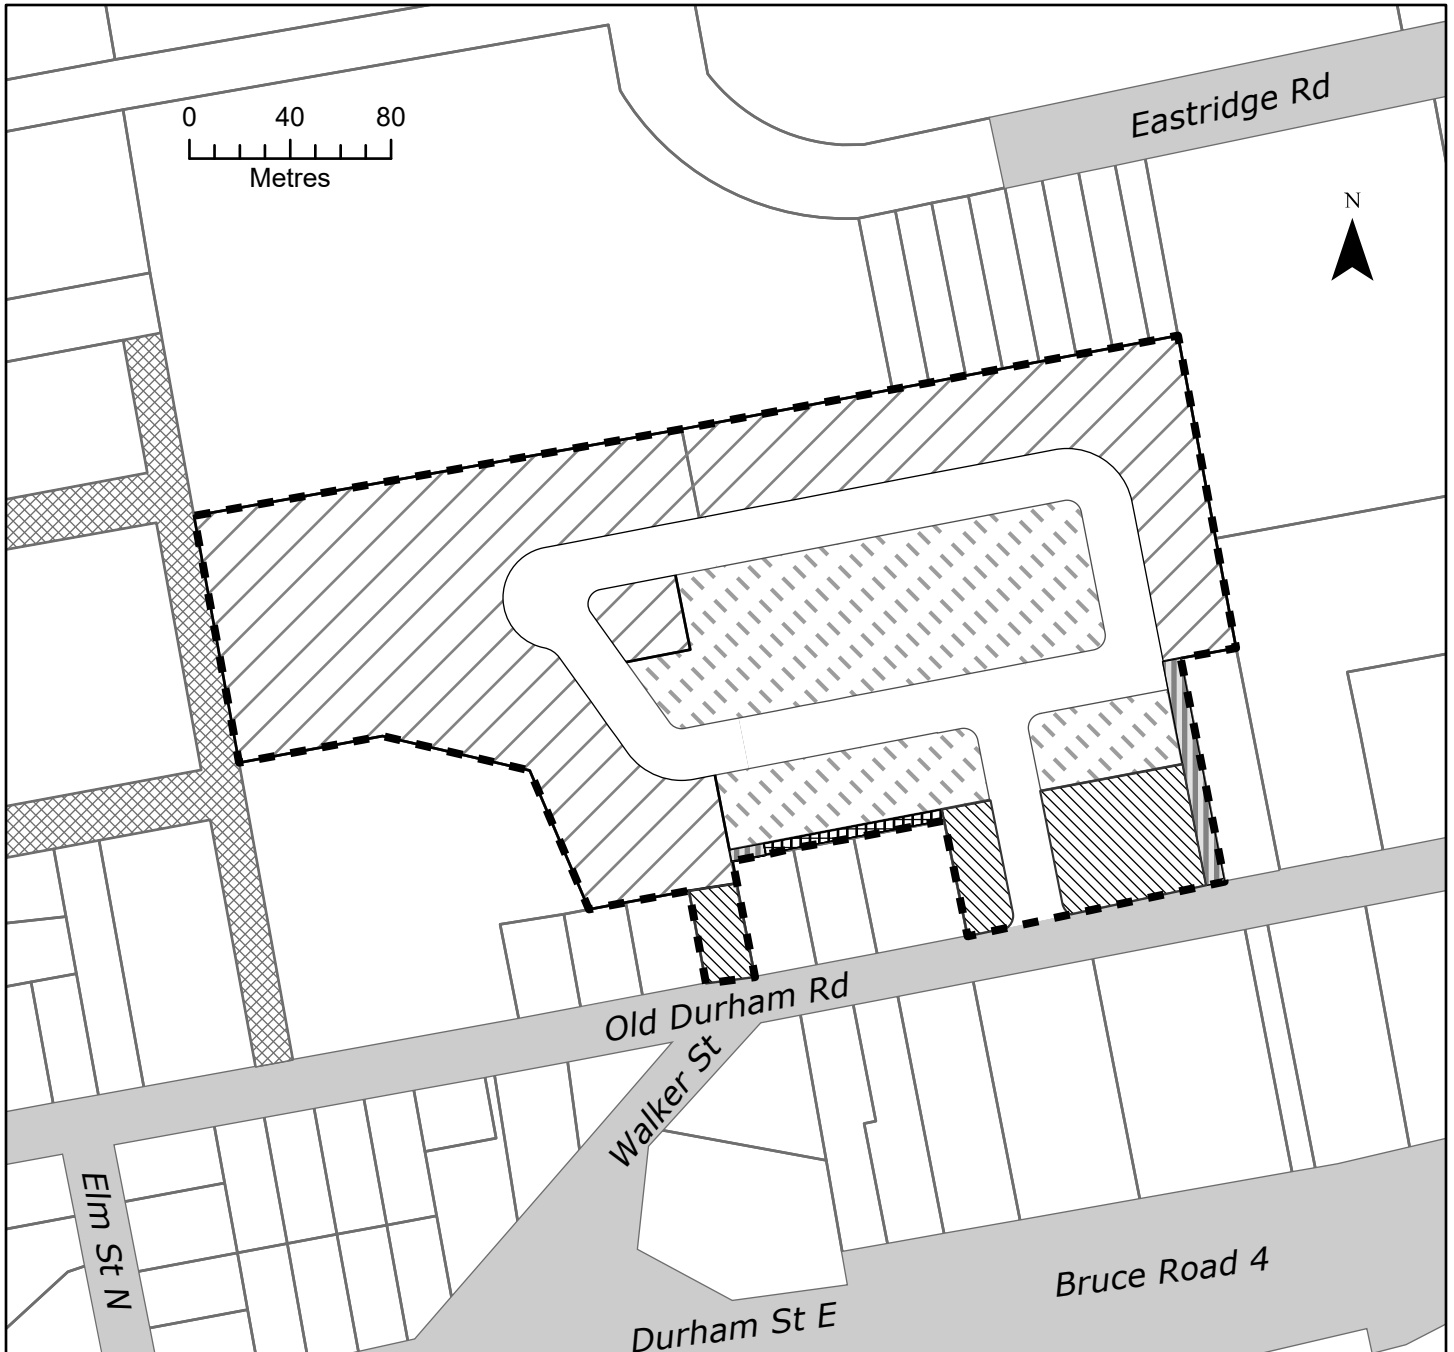 Eastridge Rd
0 40 80
Metres
N
Old Durham Rd
Walker St
Elm St N
Bruce Road 4
Durham St E